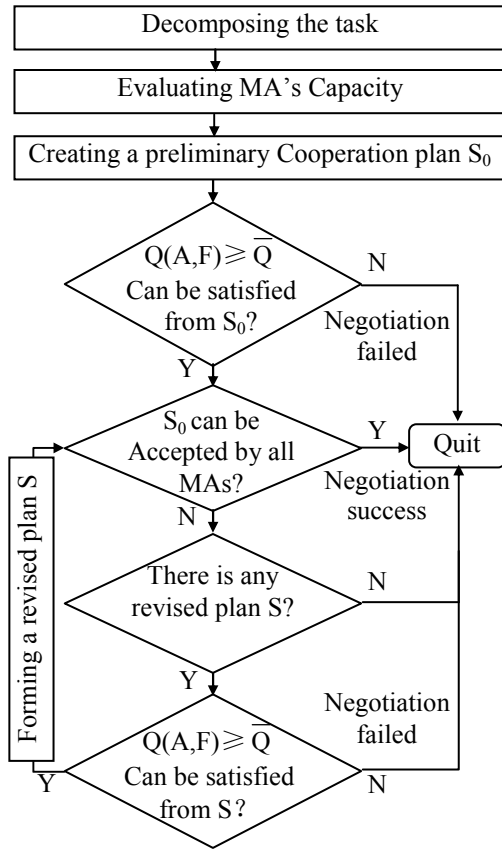 Decomposing the task
Evaluating MA's Capacity
Creating a preliminary Cooperation plan S₀
Q(A,F)≥ Q̅
Can be satisfied
from S₀?
N
Negotiation
failed
Y
S₀ can be
Accepted by all
MAs?
Y
Quit
Negotiation
success
N
Forming a revised plan S
There is any
revised plan S?
N
Y
Negotiation
failed
Q(A,F)≥ Q̅
Can be satisfied
from S?
Y
N